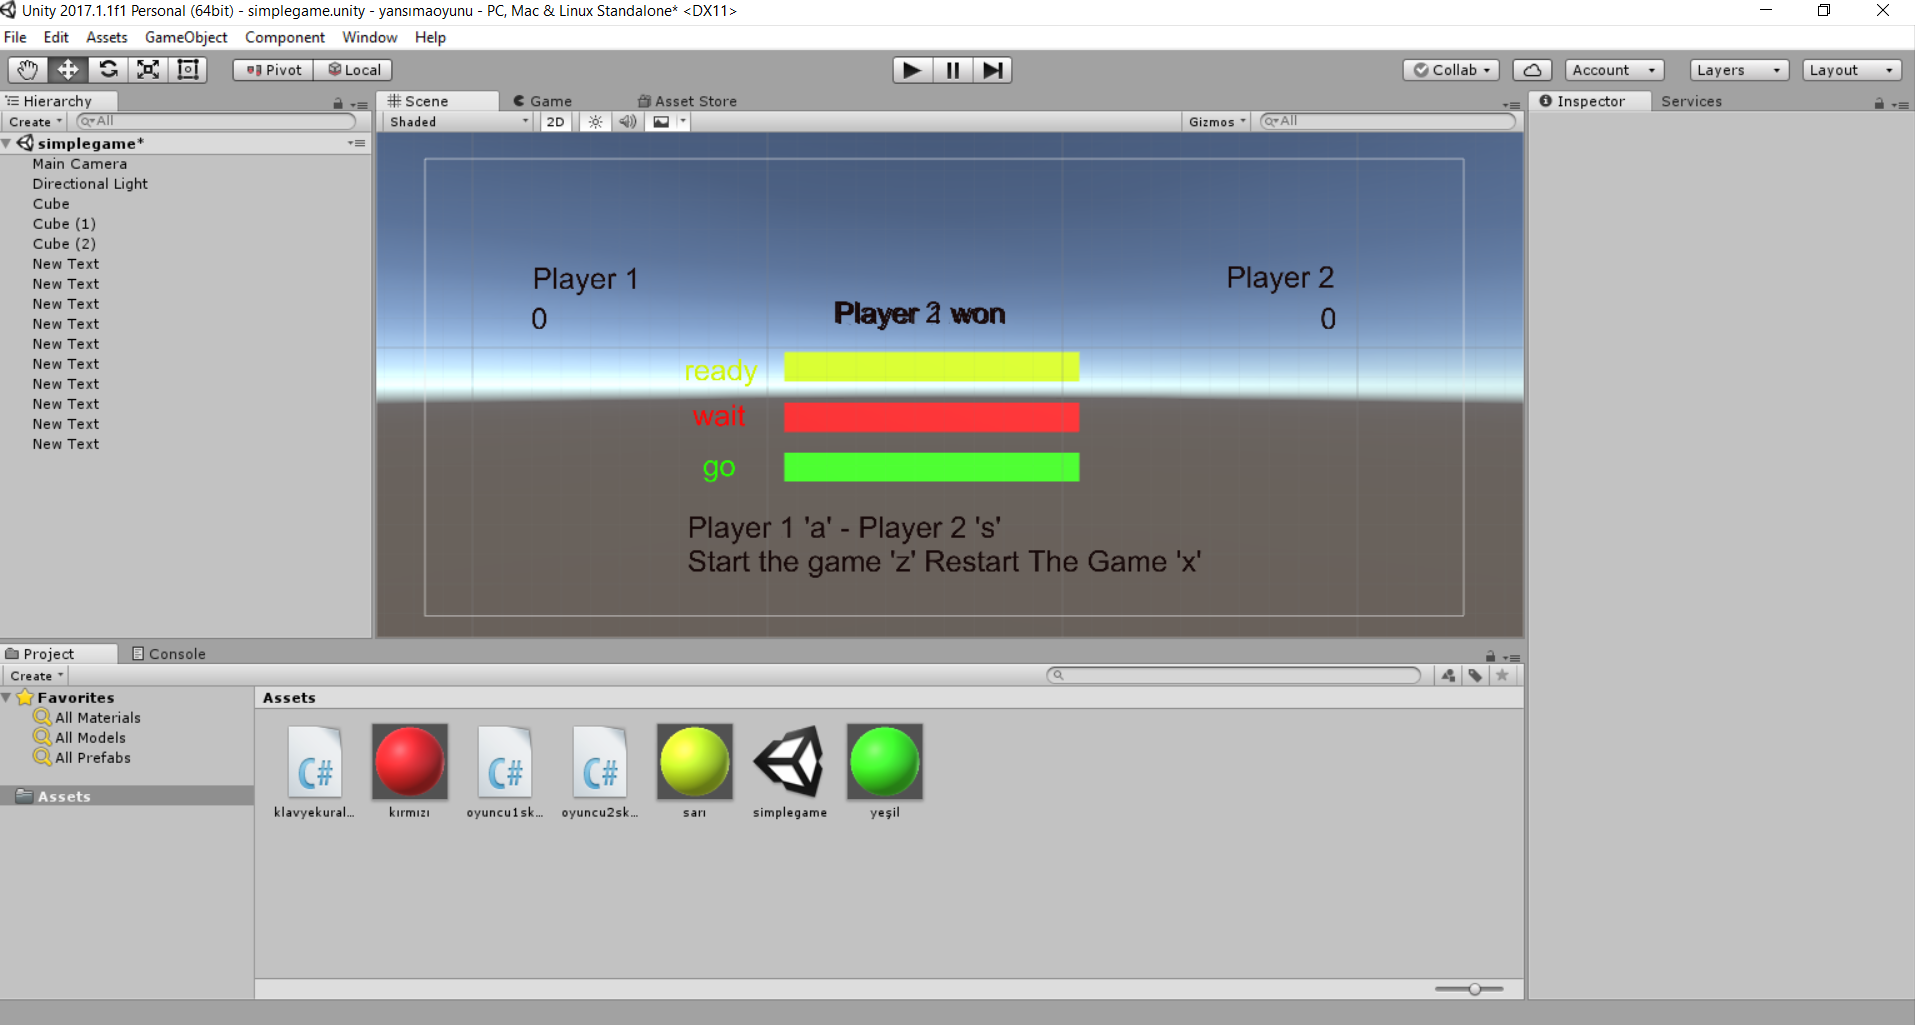 Unity 2017.1.1f1 Personal (64bit) - simplegame.unity - yansımaoyunu - PC, Mac & Linux Standalone* <DX11>
File Edit Assets GameObject Component Window Help
Pivot Local Collab Account Layers Layout
Hierarchy Scene Game Asset Store Inspector Services
Create All Shaded 2D Gizmos All
simplegame*
Main Camera
Directional Light
Cube
Cube (1)
Cube (2)
New Text
New Text
New Text
New Text
New Text
New Text
New Text
New Text
New Text
New Text
Player 1 Player 2
0 0
Player won
ready
wait
go
Player 1 'a' - Player 2 's'
Start the game 'z' Restart The Game 'x'
Project Console
Create
Favorites
All Materials
All Models
All Prefabs
Assets
Assets
C# C# C#
klavyekural... kırmızı oyuncu1sk... oyuncu2sk... sarı simplegame yeşil